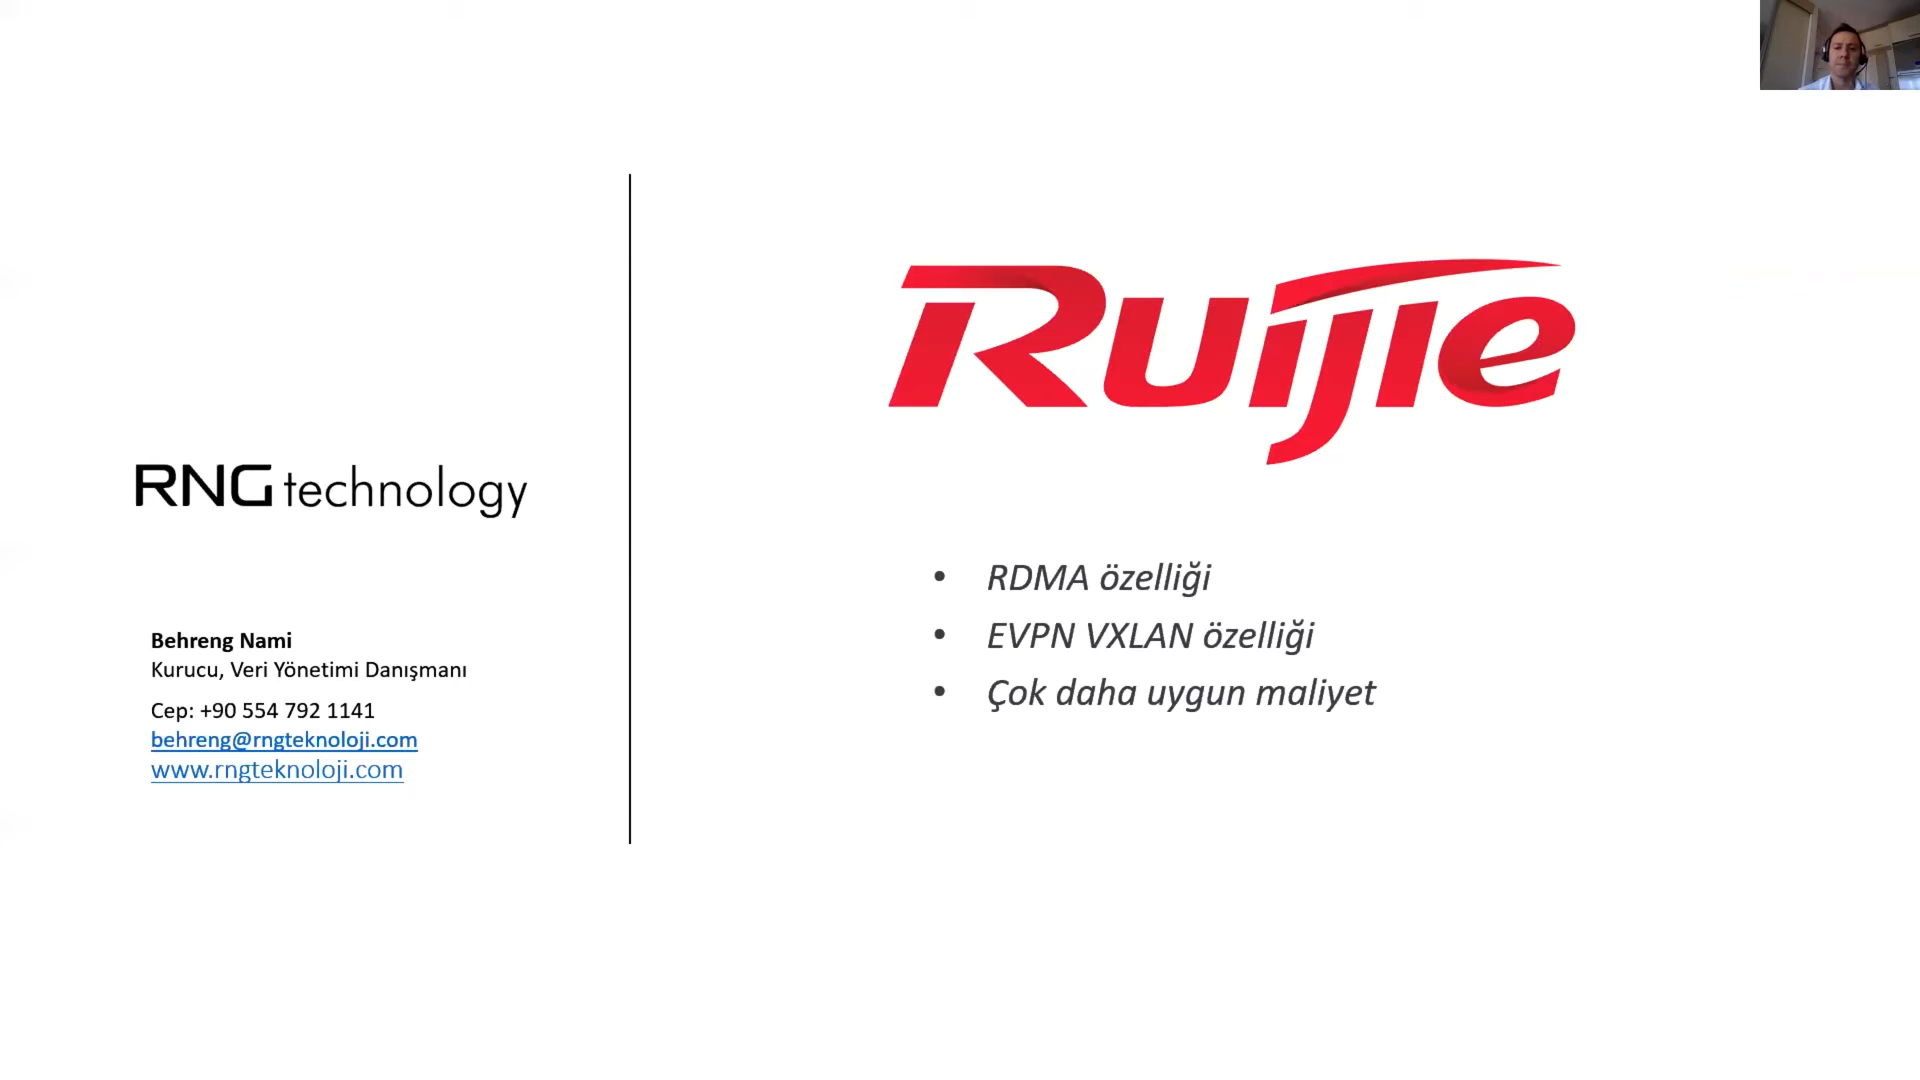 RNG technology
Behreng Nami
Kurucu, Veri Yönetimi Danışmanı
Cep: +90 554 792 1141
behreng@rngteknoloji.com
www.rngteknoloji.com
Ruijie
• RDMA özelliği
• EVPN VXLAN özelliği
• Çok daha uygun maliyet